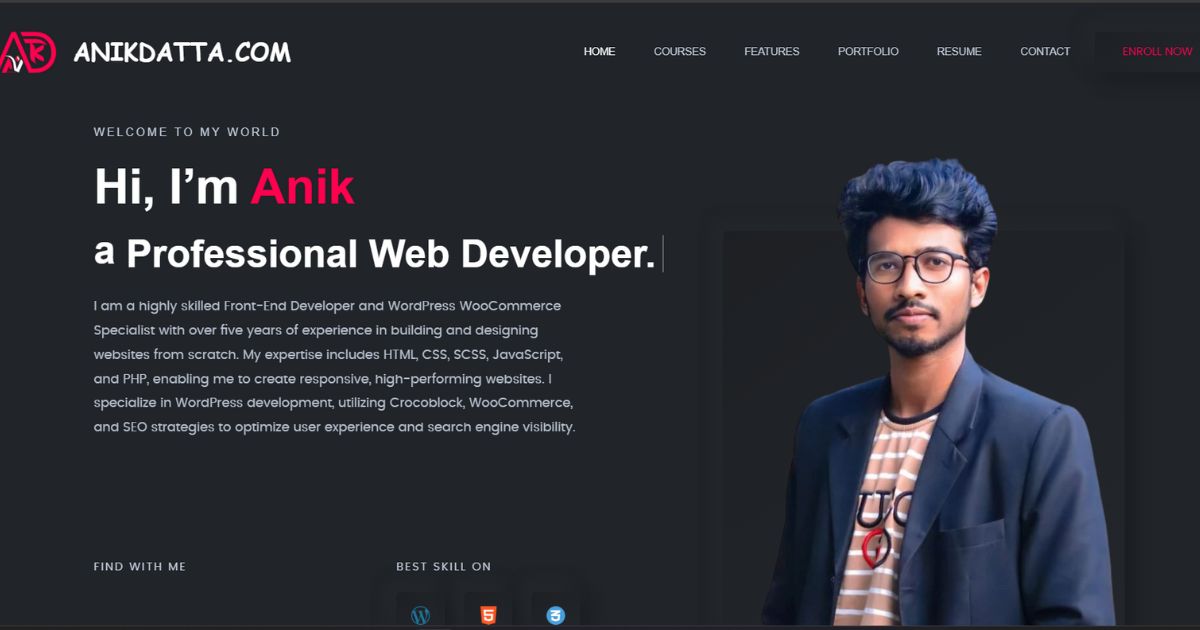 ANIKDATTA.COM
HOME COURSES FEATURES PORTFOLIO RESUME CONTACT ENROLL NOW
WELCOME TO MY WORLD
Hi, I’m Anik
a Professional Web Developer.
I am a highly skilled Front-End Developer and WordPress WooCommerce
Specialist with over five years of experience in building and designing
websites from scratch. My expertise includes HTML, CSS, SCSS, JavaScript,
and PHP, enabling me to create responsive, high-performing websites. I
specialize in WordPress development, utilizing Crocoblock, WooCommerce,
and SEO strategies to optimize user experience and search engine visibility.
FIND WITH ME
BEST SKILL ON